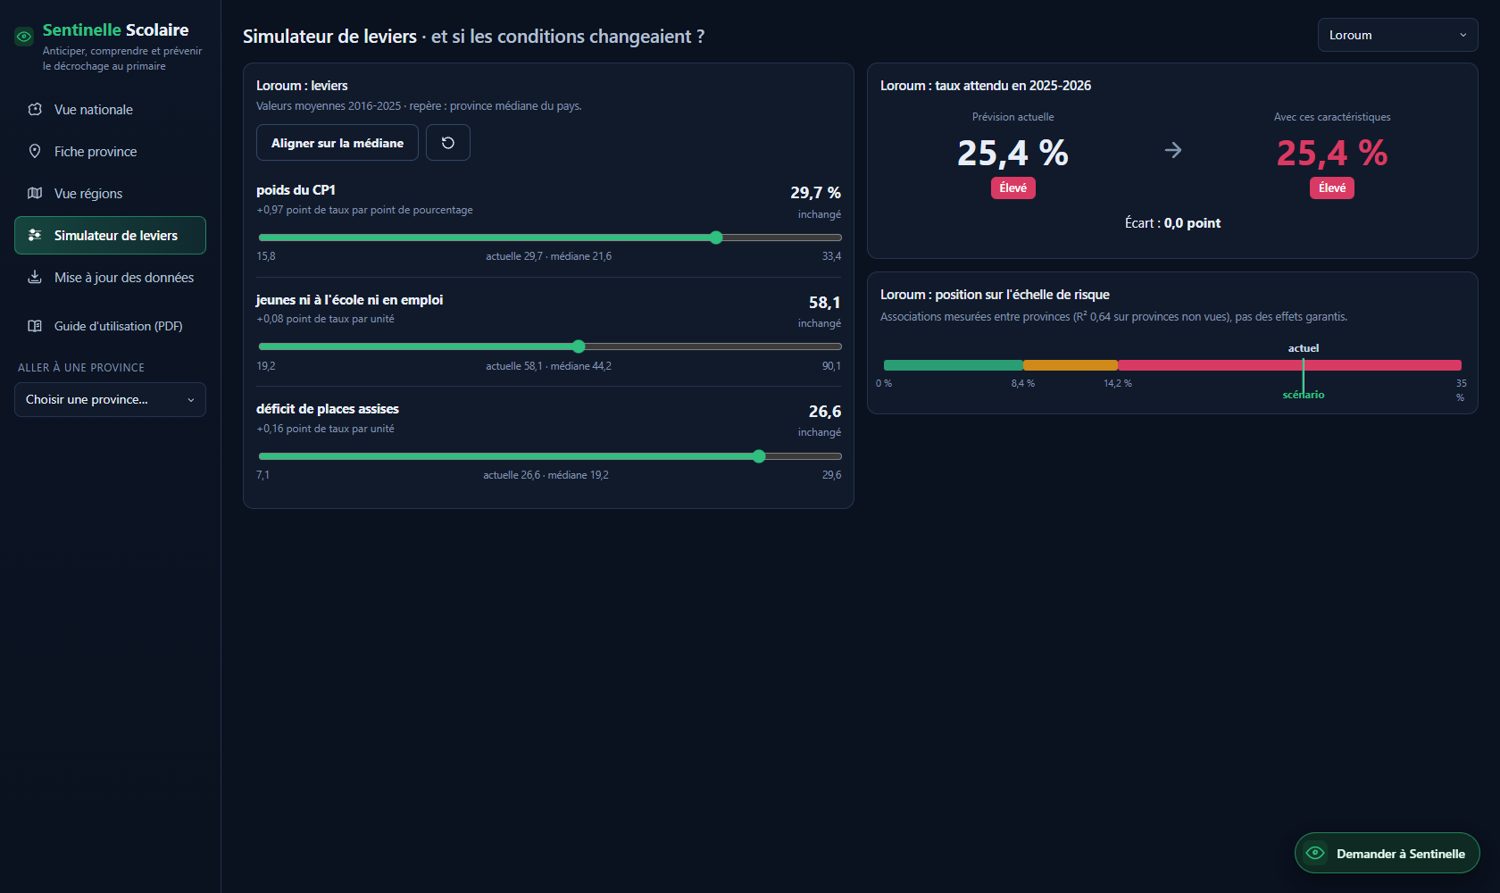 Sentinelle Scolaire
Anticiper, comprendre et prévenir
le décrochage au primaire
Vue nationale
Fiche province
Vue régions
Simulateur de leviers
Mise à jour des données
Guide d'utilisation (PDF)
ALLER À UNE PROVINCE
Choisir une province...
Simulateur de leviers · et si les conditions changeaient ?
Loroum
Loroum : leviers
Valeurs moyennes 2016-2025 · repère : province médiane du pays.
Aligner sur la médiane
poids du CP1
29,7 %
+0,97 point de taux par point de pourcentage
inchangé
15,8
actuelle 29,7 · médiane 21,6
33,4
jeunes ni à l'école ni en emploi
58,1
+0,08 point de taux par unité
inchangé
19,2
actuelle 58,1 · médiane 44,2
90,1
déficit de places assises
26,6
+0,16 point de taux par unité
inchangé
7,1
actuelle 26,6 · médiane 19,2
29,6
Loroum : taux attendu en 2025-2026
Prévision actuelle
Avec ces caractéristiques
25,4 %
25,4 %
Élevé
Élevé
Écart : 0,0 point
Loroum : position sur l'échelle de risque
Associations mesurées entre provinces (R² 0,64 sur provinces non vues), pas des effets garantis.
actuel
0 %
8,4 %
14,2 %
35
%
scénario
Demander à Sentinelle